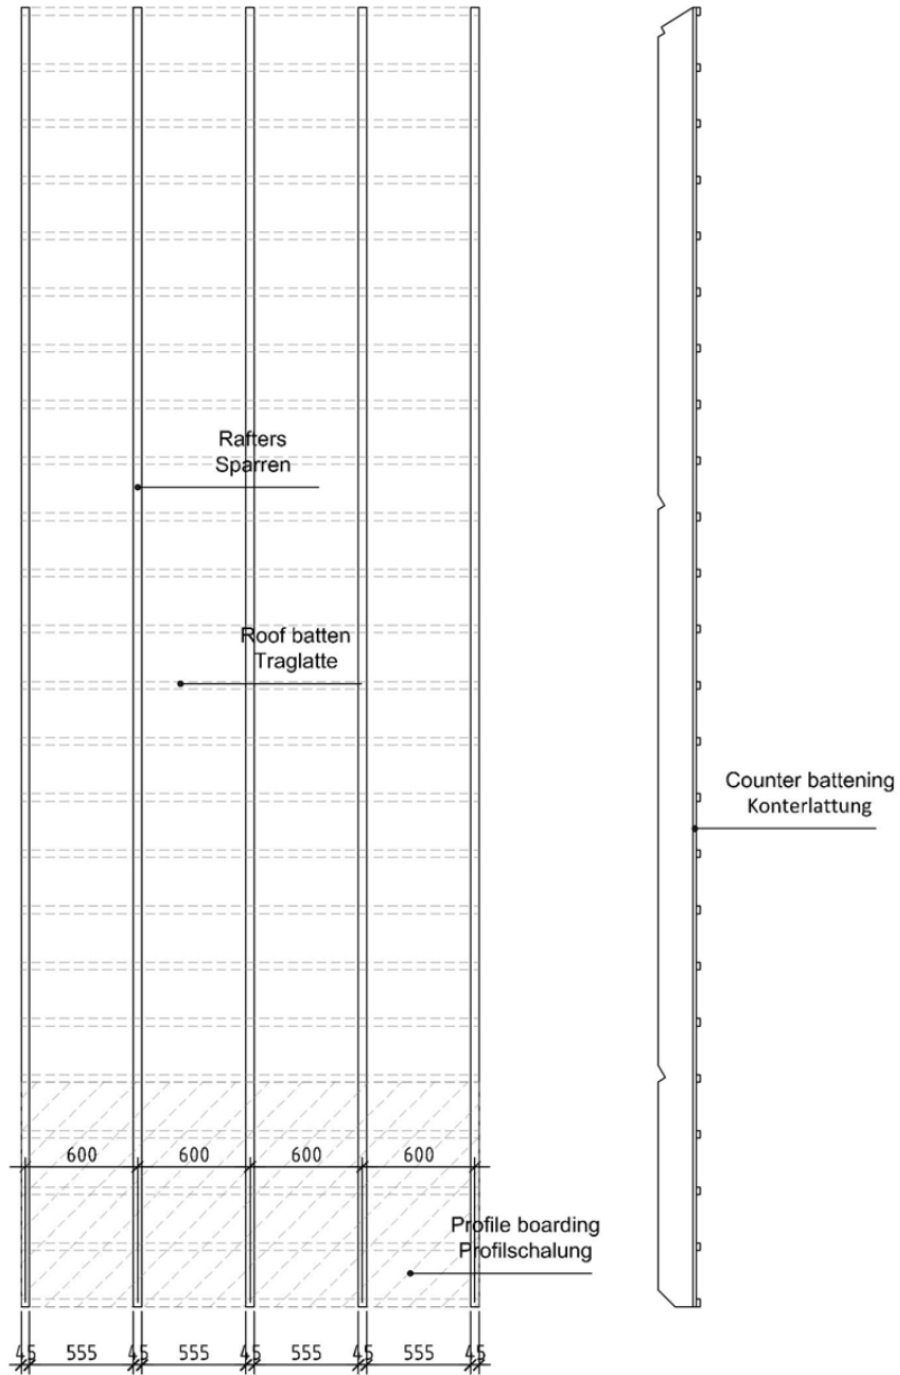 Rafters
Sparren
Roof batten
Traglatte
Counter battening
Konterlattung
600 600 600 600
Profile boarding
Profilschalung
45 555 45 555 45 555 45 555 45